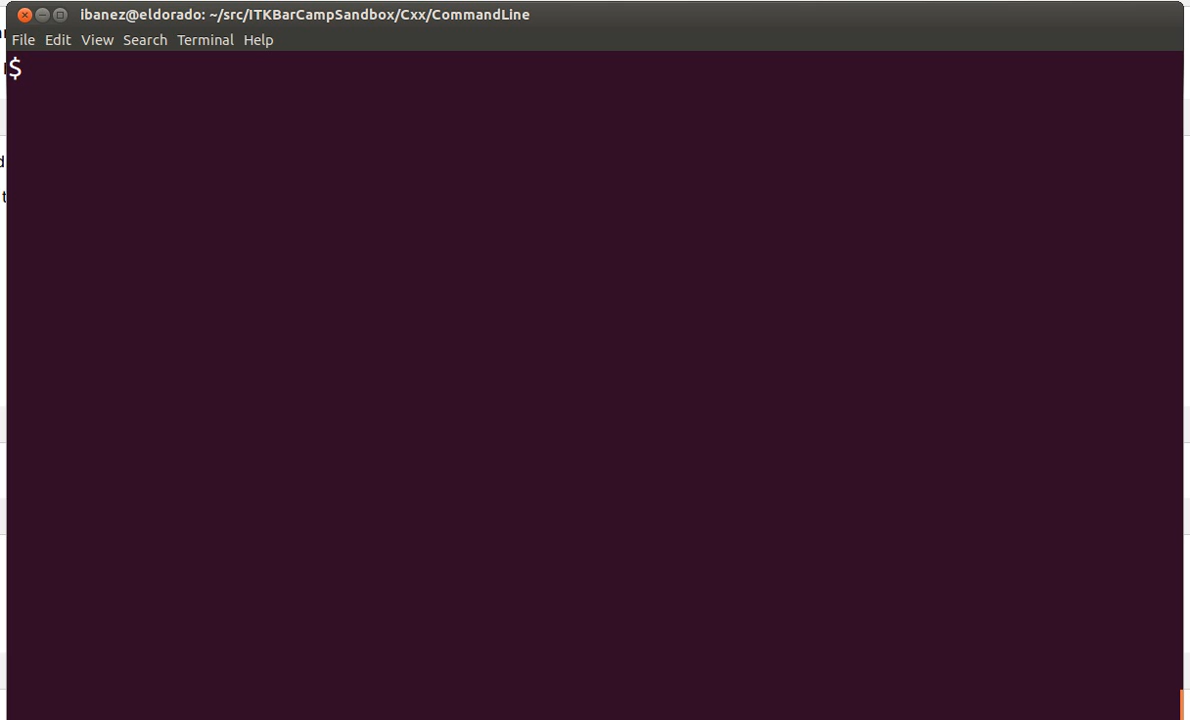 ibanez@eldorado: ~/src/ITKBarCampSandbox/Cxx/CommandLine
File Edit View Search Terminal Help
$
d
t